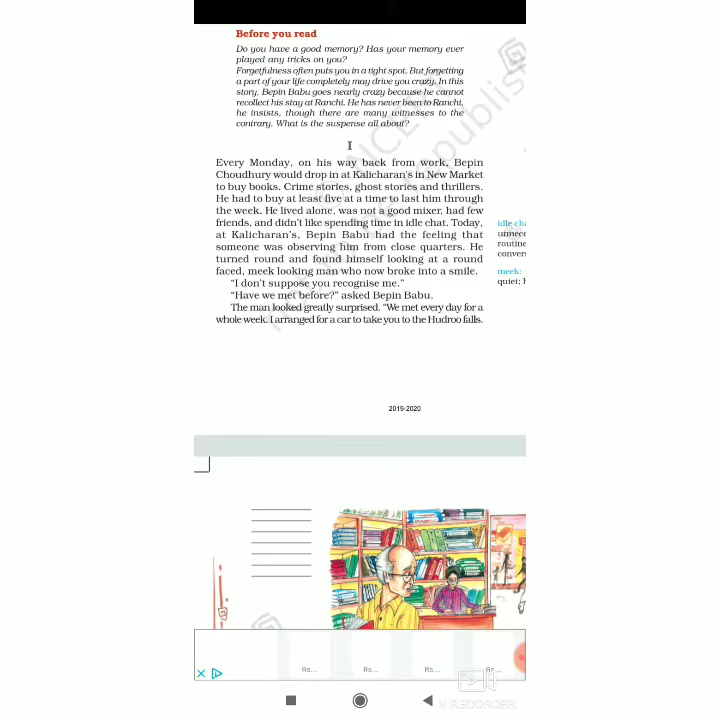 Before you read
Do you have a good memory? Has your memory ever
played any tricks on you?
Forgetfulness often puts you in a tight spot. But forgetting
a part of your life completely may drive you crazy. In this
story, Bepin Babu goes nearly crazy because he cannot
recollect his stay at Ranchi. He has never been to Ranchi,
he insists, though there are many witnesses to the
contrary. What is the suspense all about?
I
Every Monday, on his way back from work, Bepin
Choudhury would drop in at Kalicharan's in New Market
to buy books. Crime stories, ghost stories and thrillers.
He had to buy at least five at a time to last him through
the week. He lived alone, was not a good mixer, had few
friends, and didn't like spending time in idle chat. Today,
at Kalicharan's, Bepin Babu had the feeling that
someone was observing him from close quarters. He
turned round and found himself looking at a round
faced, meek looking man who now broke into a smile.
"I don't suppose you recognise me."
"Have we met before?" asked Bepin Babu.
The man looked greatly surprised. "We met every day for a
whole week. I arranged for a car to take you to the Hudroo falls.
idle cha
unnece
routine
convers
meek:
quiet; h
2019-2020
Rs...
Rs...
Rs...
Rs...
V RECORDER